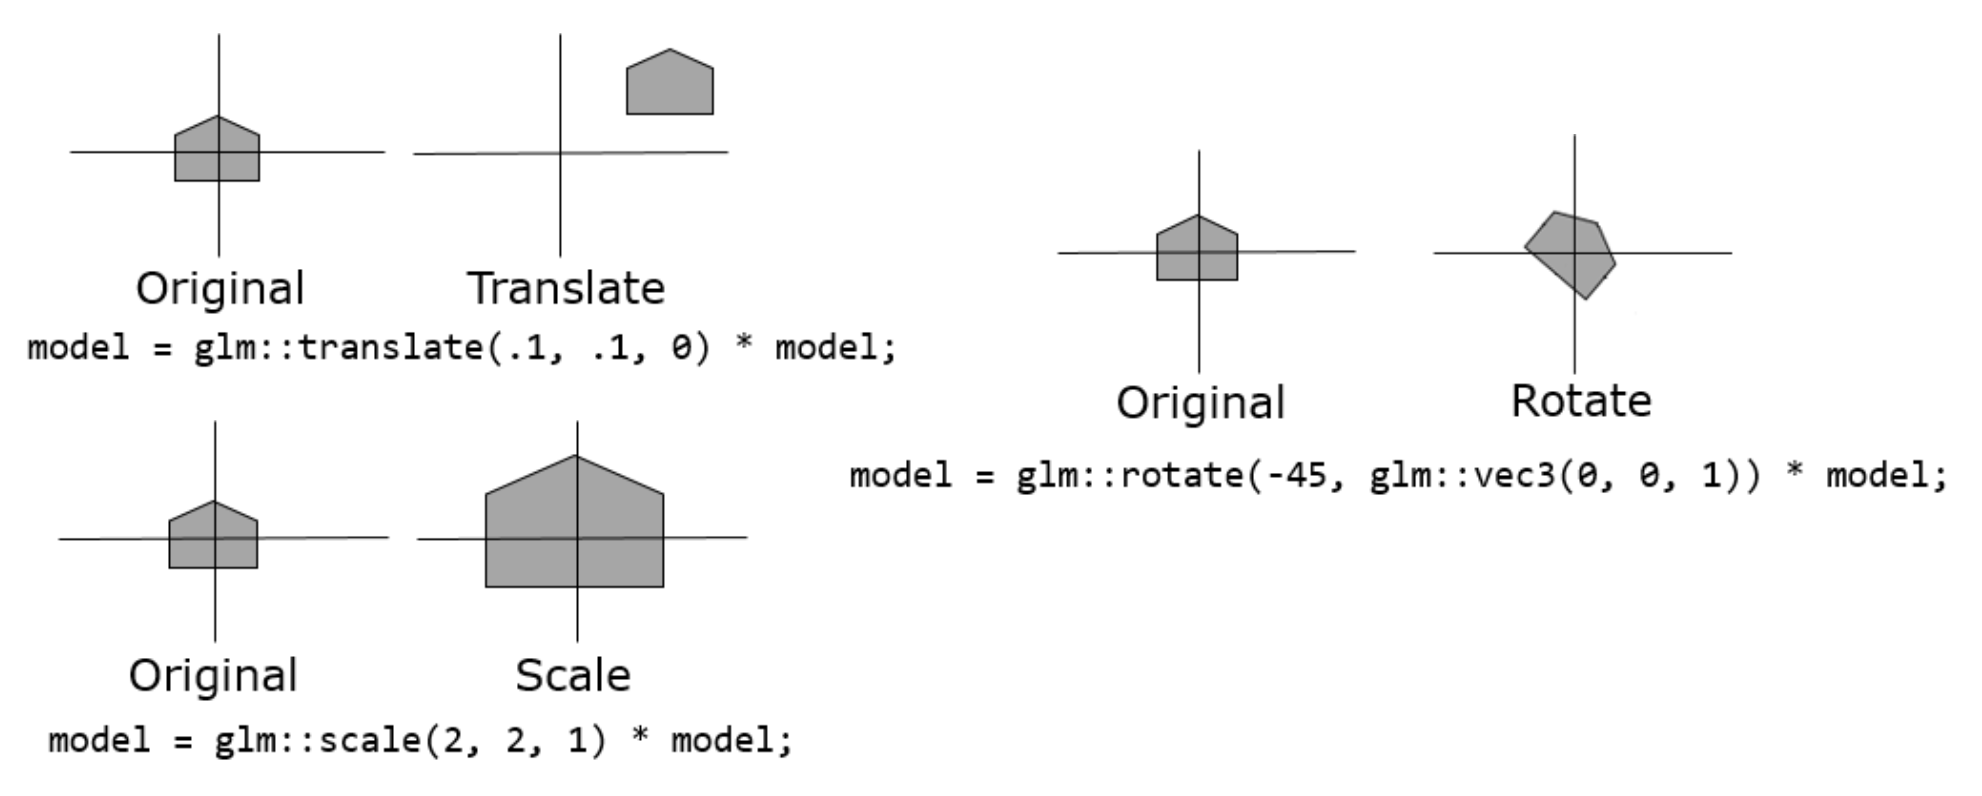 Original Translate
model = glm::translate(.1, .1, 0) * model;
Original Scale
model = glm::scale(2, 2, 1) * model;
Original Rotate
model = glm::rotate(-45, glm::vec3(0, 0, 1)) * model;